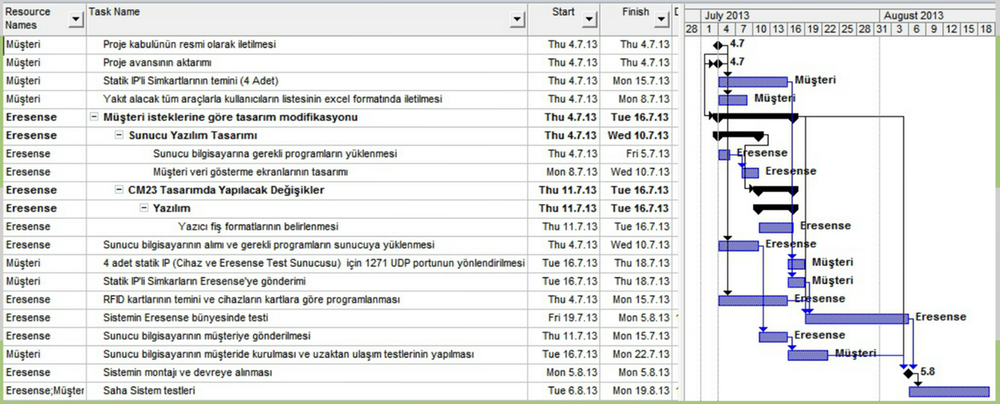 Resource Names Task Name Start Finish July 2013 August 2013
28 1 4 7 10 13 16 19 22 25 28 31 3 6 9 12 15 18
Müşteri Proje kabulünün resmi olarak iletilmesi Thu 4.7.13 Thu 4.7.13 4.7
Müşteri Proje avansının aktarımı Thu 4.7.13 Thu 4.7.13 4.7
Müşteri Statik IP'li Simkartlarının temini (4 Adet) Thu 4.7.13 Mon 15.7.13 Müşteri
Müşteri Yakıt alacak tüm araçlarla kullanıcıların listesinin excel formatında iletilmesi Thu 4.7.13 Mon 8.7.13 Müşteri
Eresense Müşteri isteklerine göre tasarım modifikasyonu Thu 4.7.13 Tue 16.7.13
Eresense Sunucu Yazılım Tasarımı Thu 4.7.13 Wed 10.7.13
Eresense Sunucu bilgisayarına gerekli programların yüklenmesi Thu 4.7.13 Fri 5.7.13 Eresense
Eresense Müşteri veri gösterme ekranlarının tasarımı Mon 8.7.13 Wed 10.7.13 Eresense
Eresense CM23 Tasarımda Yapılacak Değişikler Thu 11.7.13 Tue 16.7.13
Eresense Yazılım Thu 11.7.13 Tue 16.7.13
Eresense Yazıcı fiş formatlarının belirlenmesi Thu 11.7.13 Tue 16.7.13 Eresense
Eresense Sunucu bilgisayarının alımı ve gerekli programların sunucuya yüklenmesi Thu 4.7.13 Wed 10.7.13 Eresense
Müşteri 4 adet statik IP (Cihaz ve Eresense Test Sunucusu) için 1271 UDP portunun yönlendirilmesi Tue 16.7.13 Thu 18.7.13 Müşteri
Müşteri Statik IP'li Simkarların Eresense'ye gönderimi Tue 16.7.13 Thu 18.7.13 Müşteri
Eresense RFID kartlarının temini ve cihazların kartlara göre programlanması Thu 4.7.13 Mon 15.7.13 Eresense
Eresense Sistemin Eresense bünyesinde testi Fri 19.7.13 Mon 5.8.13 Eresense
Eresense Sunucu bilgisayarının müşteriye gönderilmesi Thu 11.7.13 Mon 15.7.13 Eresense
Müşteri Sunucu bilgisayarının müşteride kurulması ve uzaktan ulaşım testlerinin yapılması Tue 16.7.13 Mon 22.7.13 Müşteri
Eresense Sistemin montajı ve devreye alınması Mon 5.8.13 Mon 5.8.13 5.8
Eresense;Müşter Saha Sistem testleri Tue 6.8.13 Mon 19.8.13